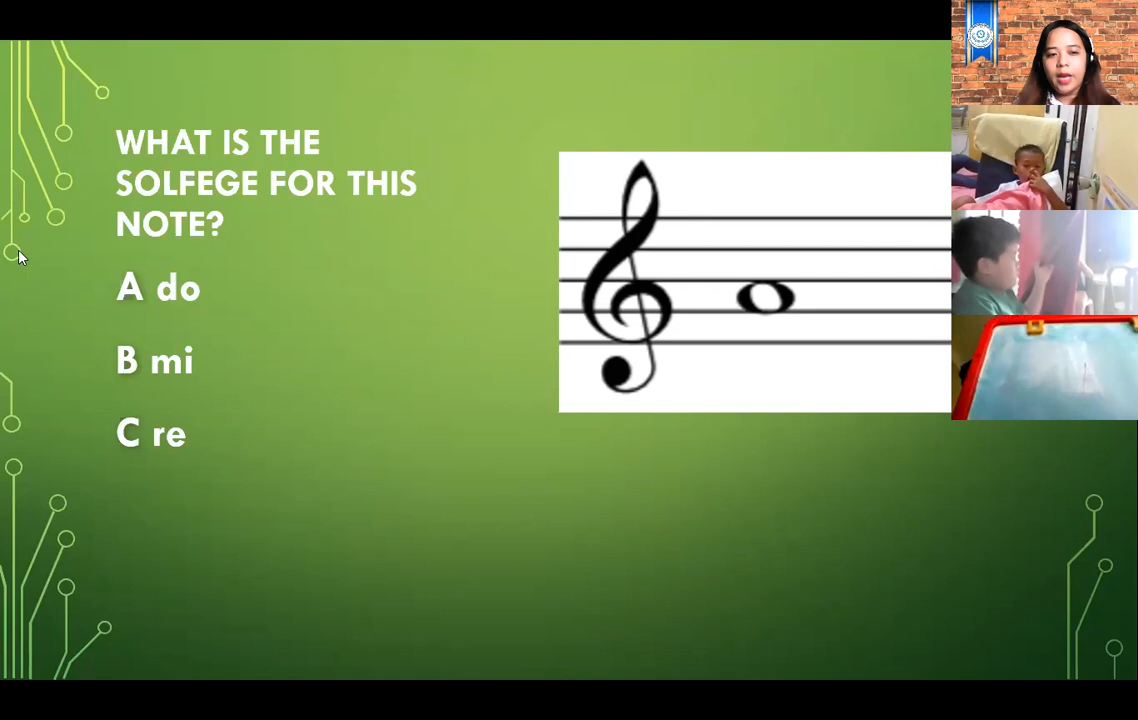 WHAT IS THE
SOLFEGE FOR THIS
NOTE?
A do
B mi
C re